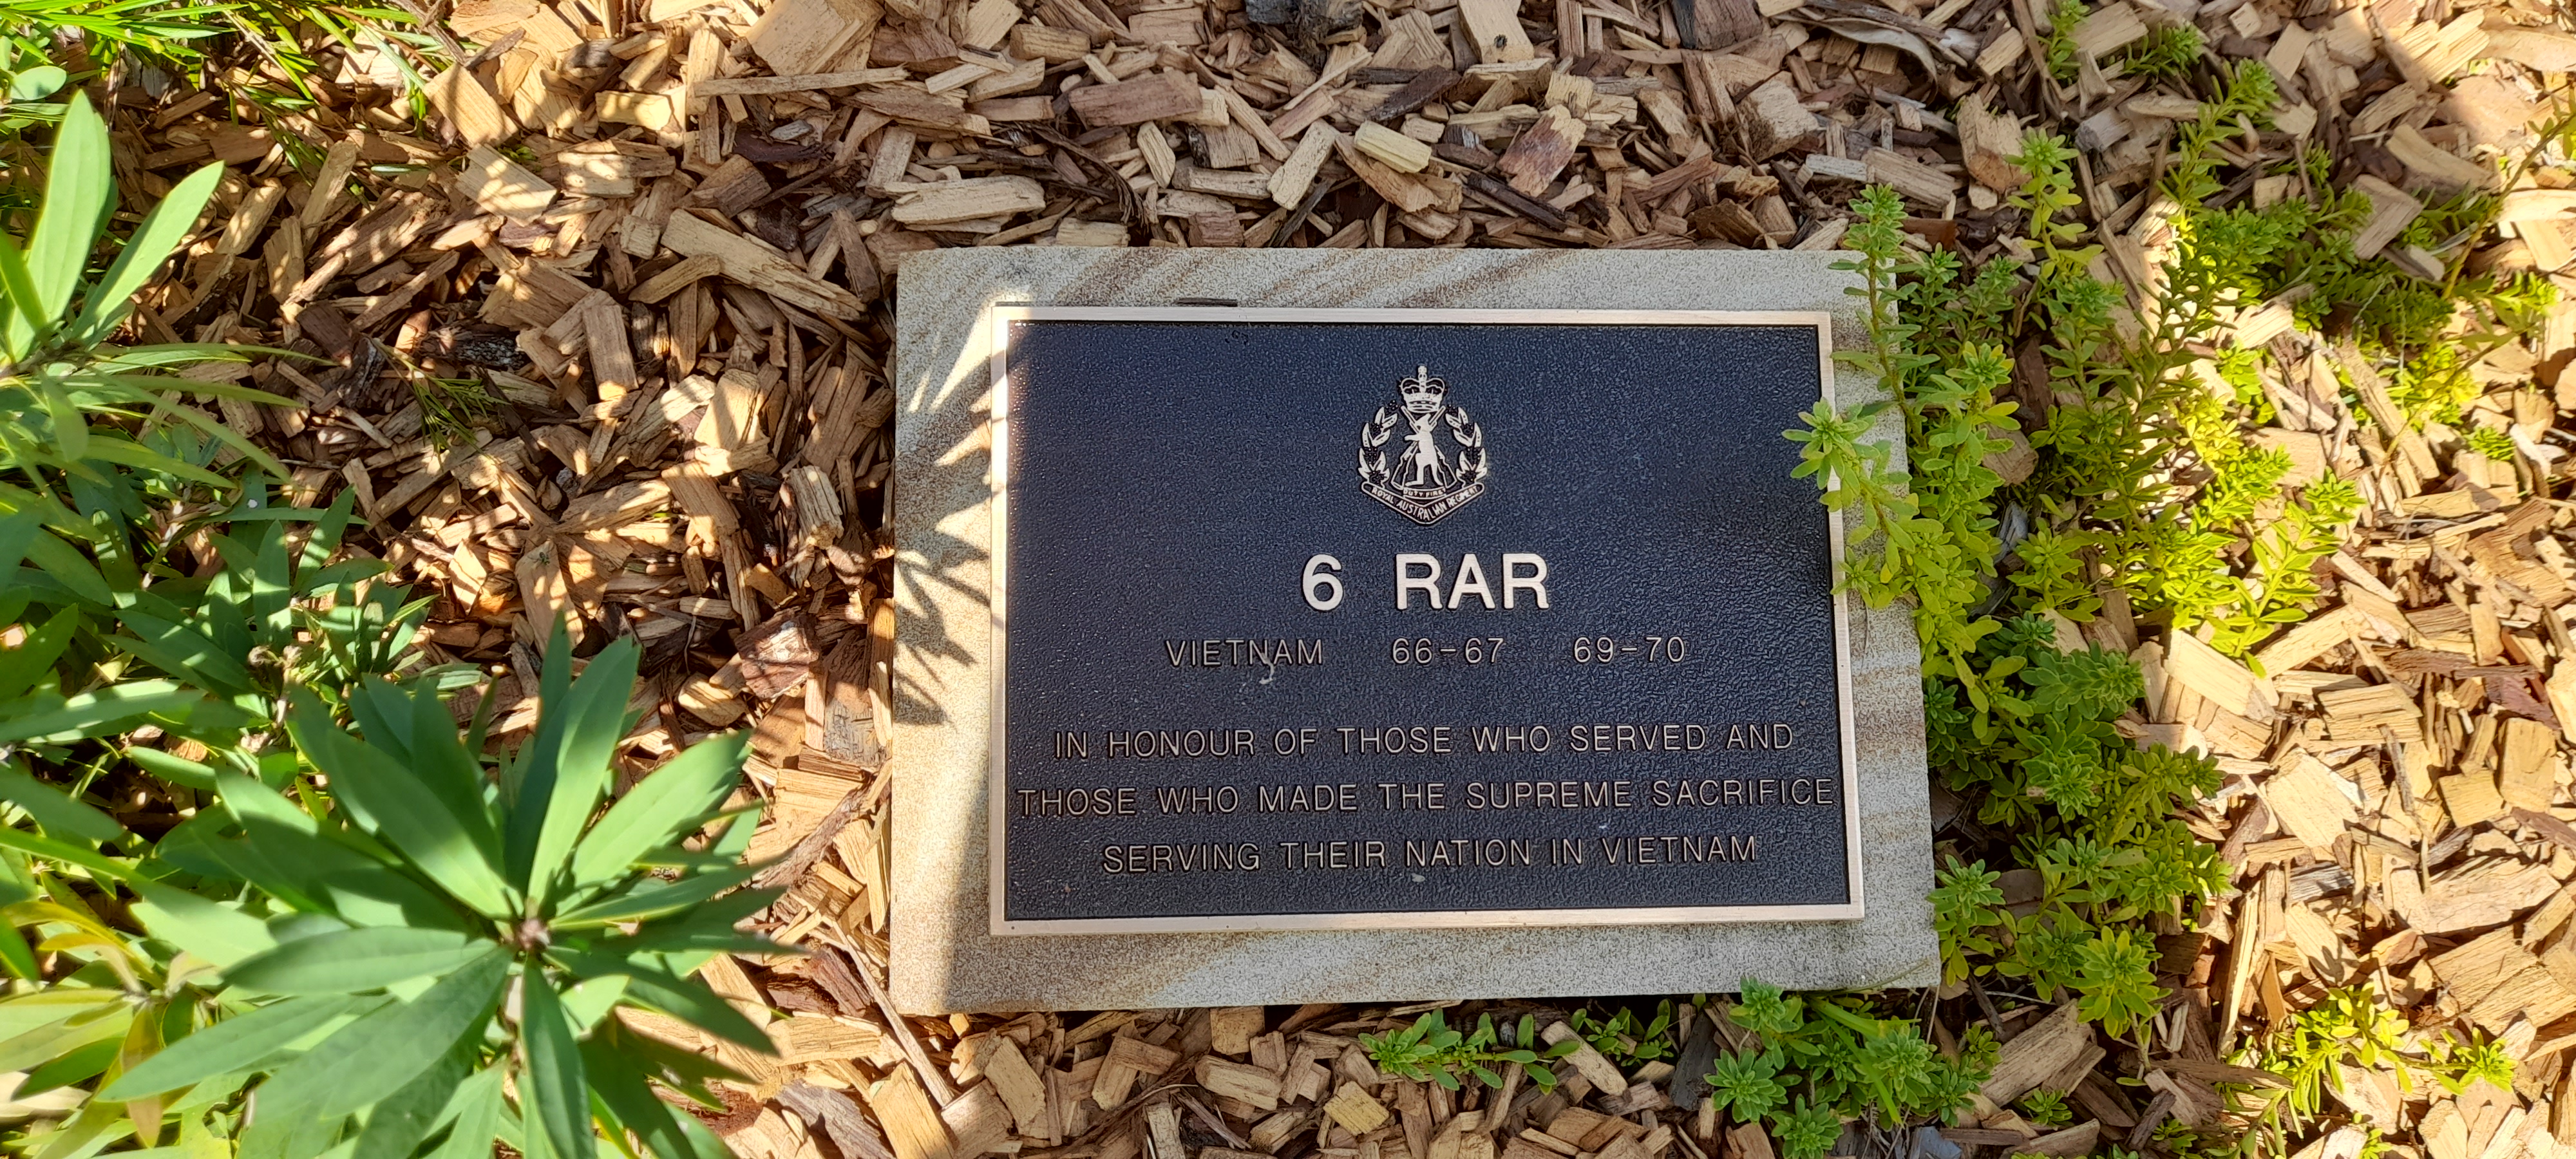 DUTY FIRST
ROYAL AUSTRALIAN REGIMENT
6 RAR
VIETNAM 66-67 69-70
IN HONOUR OF THOSE WHO SERVED AND
THOSE WHO MADE THE SUPREME SACRIFICE
SERVING THEIR NATION IN VIETNAM